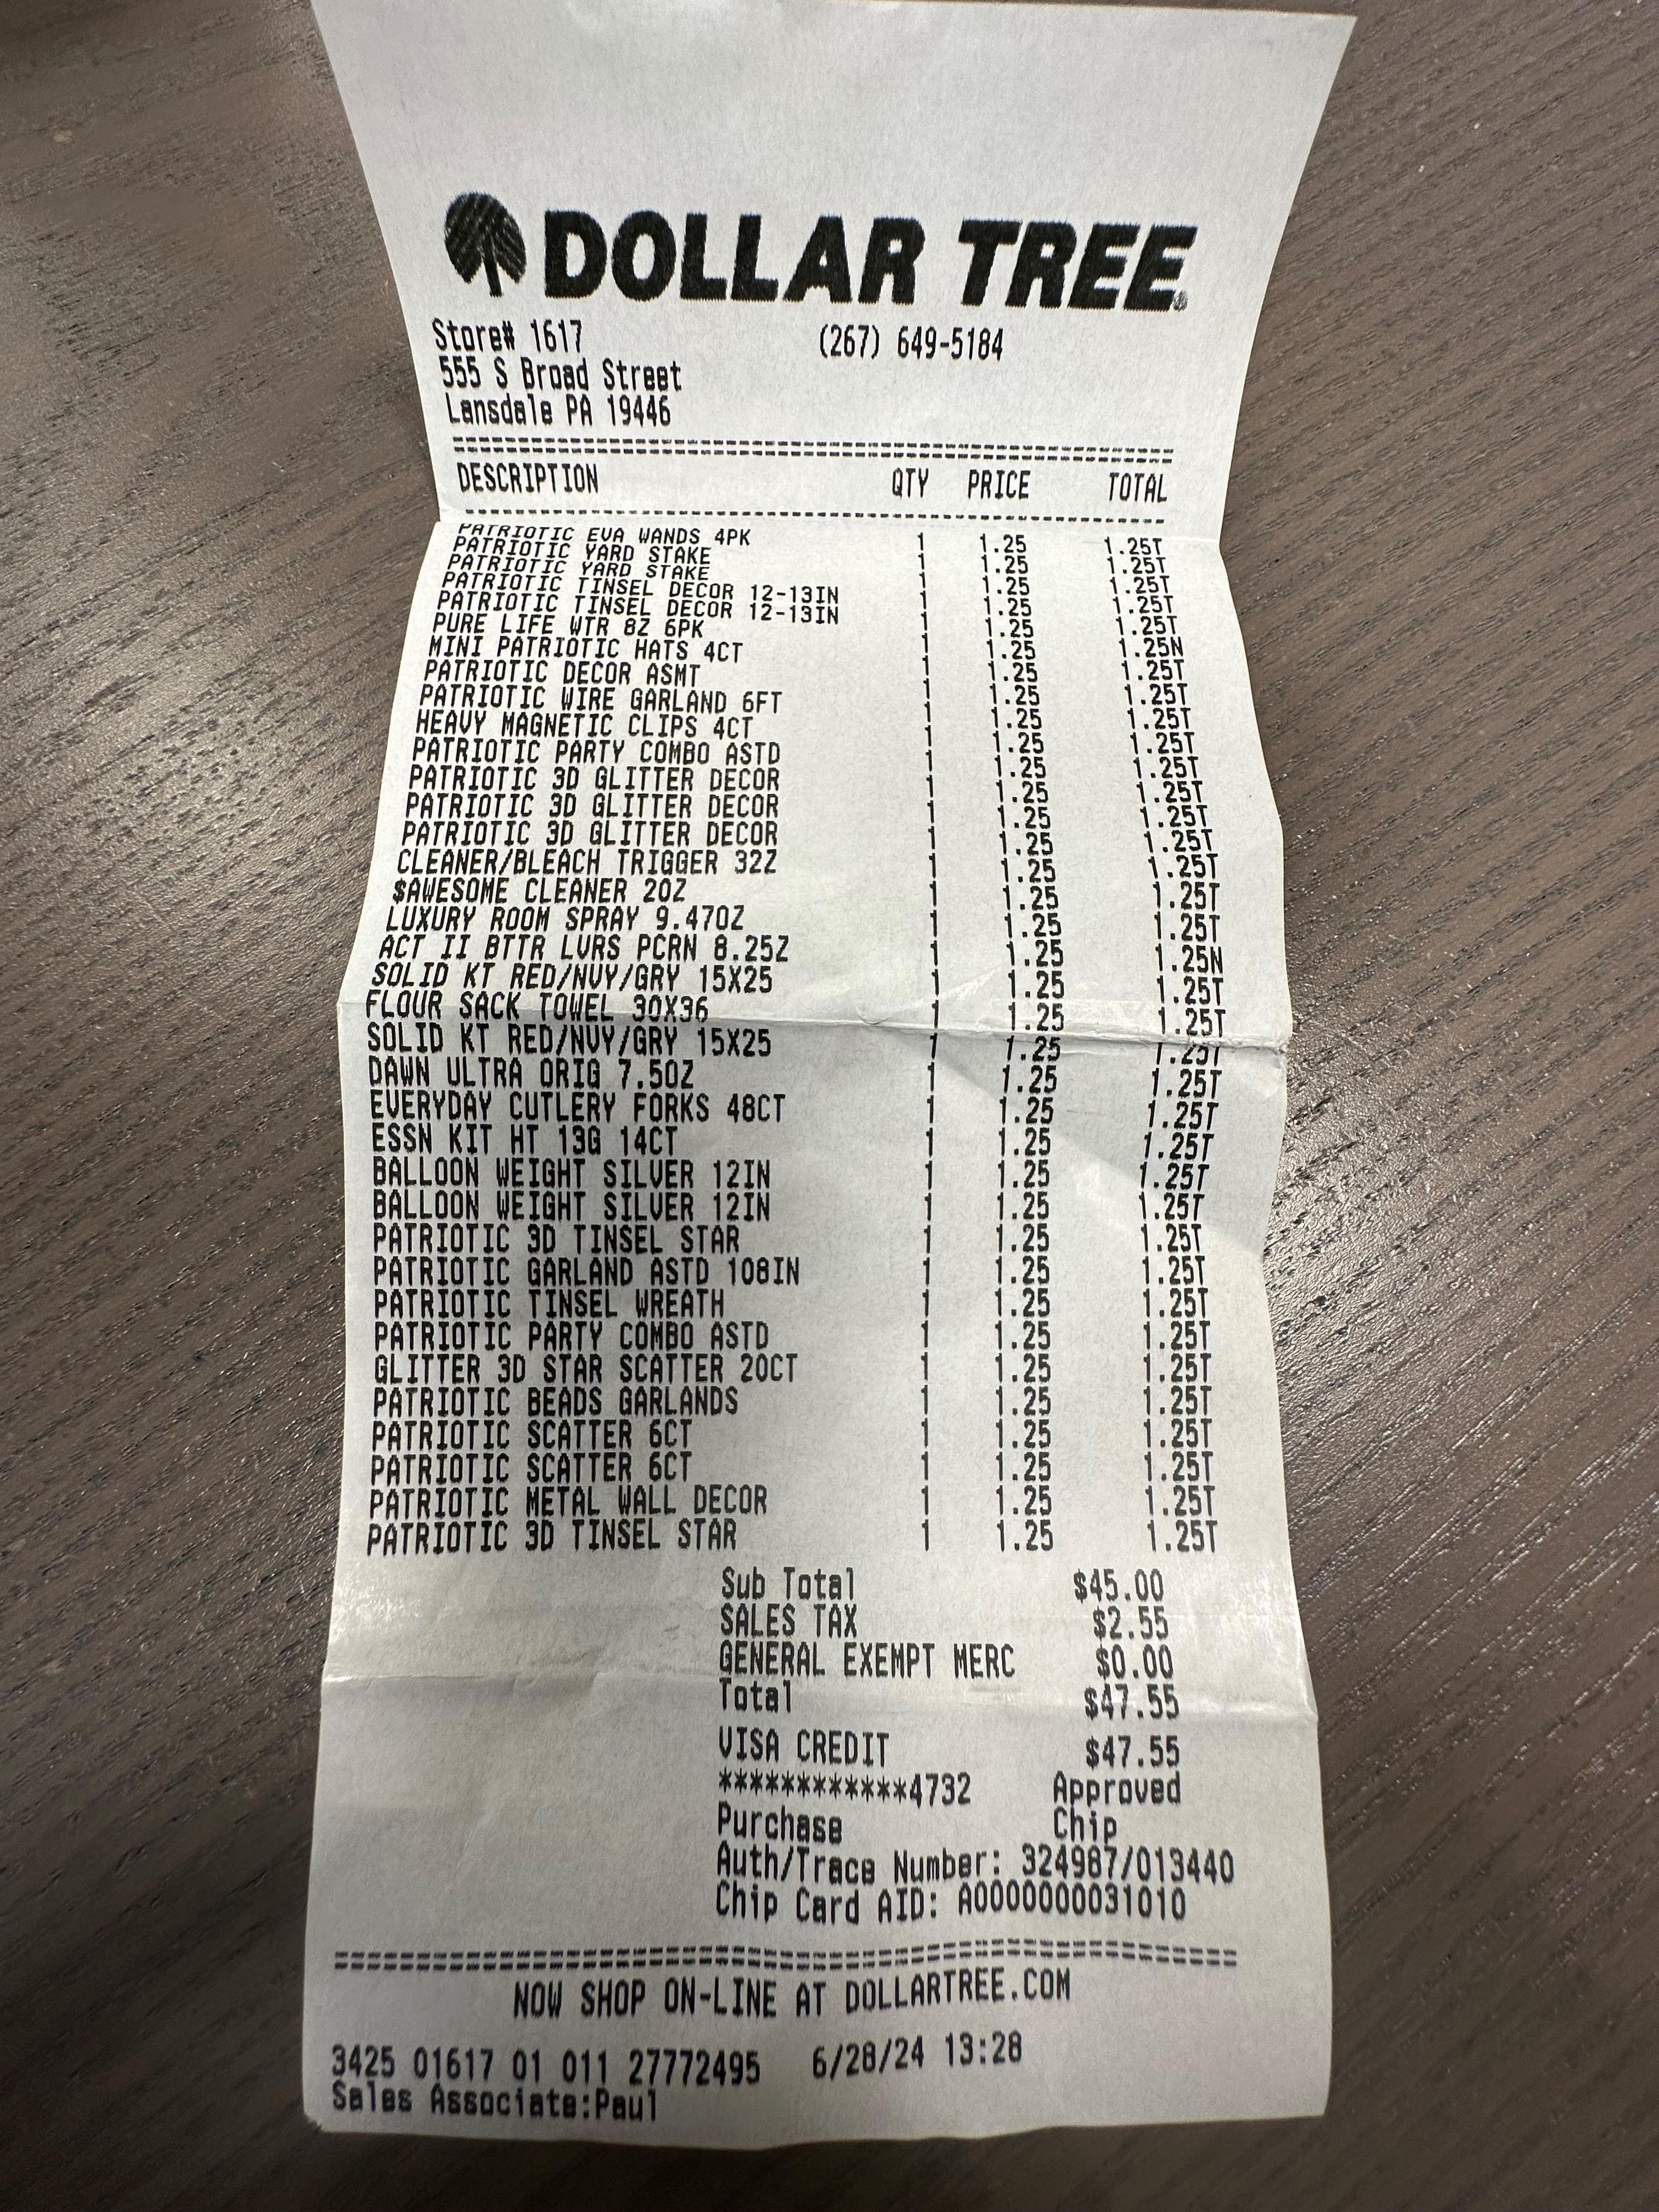 DOLLAR TREE®
Store# 1617 (267) 649-5184
555 S Broad Street
Lansdale PA 19446
DESCRIPTION QTY PRICE TOTAL
PATRIOTIC EVA WANDS 4PK 1 1.25 1.25T
PATRIOTIC YARD STAKE 1 1.25 1.25T
PATRIOTIC YARD STAKE 1 1.25 1.25T
PATRIOTIC TINSEL DECOR 12-13IN 1 1.25 1.25T
PATRIOTIC TINSEL DECOR 12-13IN 1 1.25 1.25T
PURE LIFE WTR 8Z 6PK 1 1.25 1.25N
MINI PATRIOTIC HATS 4CT 1 1.25 1.25T
PATRIOTIC DECOR ASMT 1 1.25 1.25T
PATRIOTIC WIRE GARLAND 6FT 1 1.25 1.25T
HEAVY MAGNETIC CLIPS 4CT 1 1.25 1.25T
PATRIOTIC PARTY COMBO ASTD 1 1.25 1.25T
PATRIOTIC 3D GLITTER DECOR 1 1.25 1.25T
PATRIOTIC 3D GLITTER DECOR 1 1.25 1.25T
PATRIOTIC 3D GLITTER DECOR 1 1.25 1.25T
CLEANER/BLEACH TRIGGER 32Z 1 1.25 1.25T
$AWESOME CLEANER 20Z 1 1.25 1.25T
LUXURY ROOM SPRAY 9.47OZ 1 1.25 1.25T
ACT II BTTR LVRS PCRN 8.25Z 1 1.25 1.25N
SOLID KT RED/NVY/GRY 15X25 1 1.25 1.25T
FLOUR SACK TOWEL 30X36 1 1.25 1.25T
SOLID KT RED/NVY/GRY 15X25 1 1.25 1.25T
DAWN ULTRA ORIG 7.5OZ 1 1.25 1.25T
EVERYDAY CUTLERY FORKS 48CT 1 1.25 1.25T
ESSN KIT HT 13G 14CT 1 1.25 1.25T
BALLOON WEIGHT SILVER 12IN 1 1.25 1.25T
BALLOON WEIGHT SILVER 12IN 1 1.25 1.25T
PATRIOTIC 3D TINSEL STAR 1 1.25 1.25T
PATRIOTIC GARLAND ASTD 108IN 1 1.25 1.25T
PATRIOTIC TINSEL WREATH 1 1.25 1.25T
PATRIOTIC PARTY COMBO ASTD 1 1.25 1.25T
GLITTER 3D STAR SCATTER 20CT 1 1.25 1.25T
PATRIOTIC BEADS GARLANDS 1 1.25 1.25T
PATRIOTIC SCATTER 6CT 1 1.25 1.25T
PATRIOTIC SCATTER 6CT 1 1.25 1.25T
PATRIOTIC METAL WALL DECOR 1 1.25 1.25T
PATRIOTIC 3D TINSEL STAR 1 1.25 1.25T
Sub Total $45.00
SALES TAX $2.55
GENERAL EXEMPT MERC $0.00
Total $47.55
VISA CREDIT $47.55
************4732 Approved
Purchase Chip
Auth/Trace Number: 324987/013440
Chip Card AID: A0000000031010
NOW SHOP ON-LINE AT DOLLARTREE.COM
3425 01617 01 011 27772495 6/28/24 13:28
Sales Associate:Paul